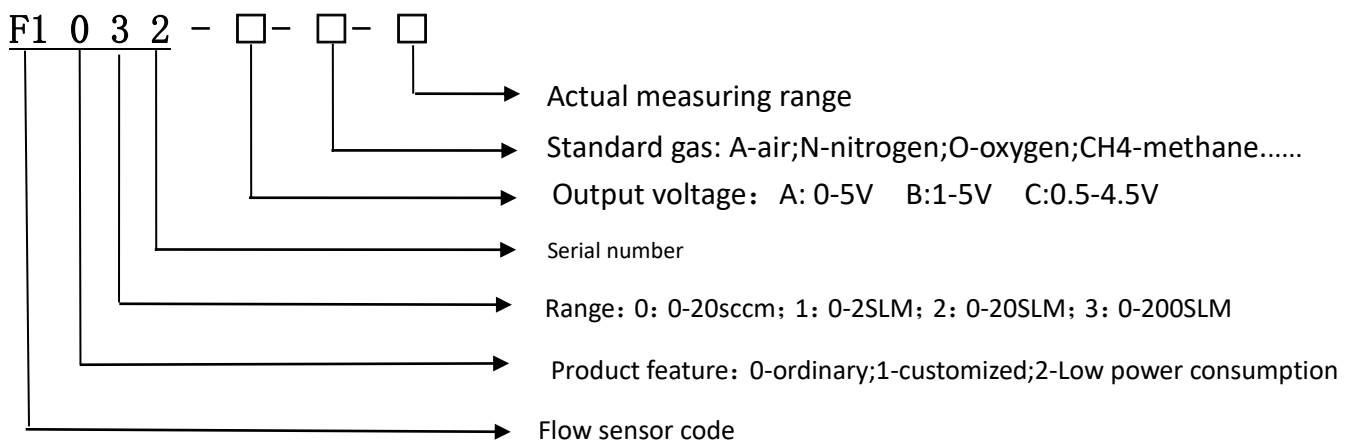 F1 0 3 2 - □- □- □
Actual measuring range
Standard gas: A-air;N-nitrogen;O-oxygen;CH4-methane......
Output voltage：A: 0-5V B:1-5V C:0.5-4.5V
Serial number
Range：0：0-20sccm；1：0-2SLM；2：0-20SLM；3：0-200SLM
Product feature：0-ordinary;1-customized;2-Low power consumption
Flow sensor code